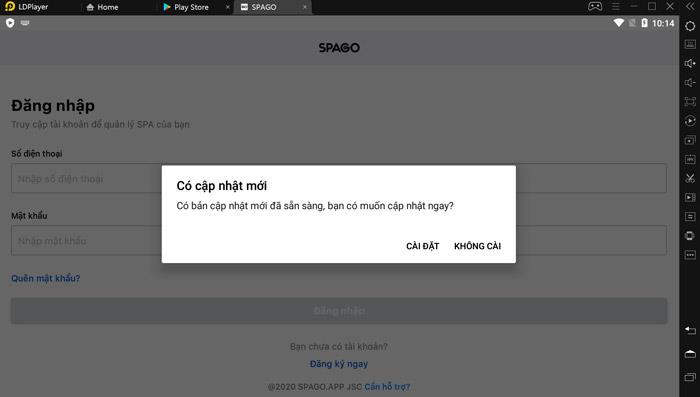 LDPlayer
Home
Play Store
SPAGO
10:14
SPAGO
Đăng nhập
Truy cập tài khoản để quản lý SPA của bạn
Số điện thoại
Nhập số điện thoại
Có cập nhật mới
Có bản cập nhật mới đã sẵn sàng, bạn có muốn cập nhật ngay?
Mật khẩu
Nhập mật khẩu
CÀI ĐẶT
KHÔNG CÀI
Quên mật khẩu?
Đăng nhập
Bạn chưa có tài khoản?
Đăng ký ngay
@2020 SPAGO.APP JSC Cần hỗ trợ?